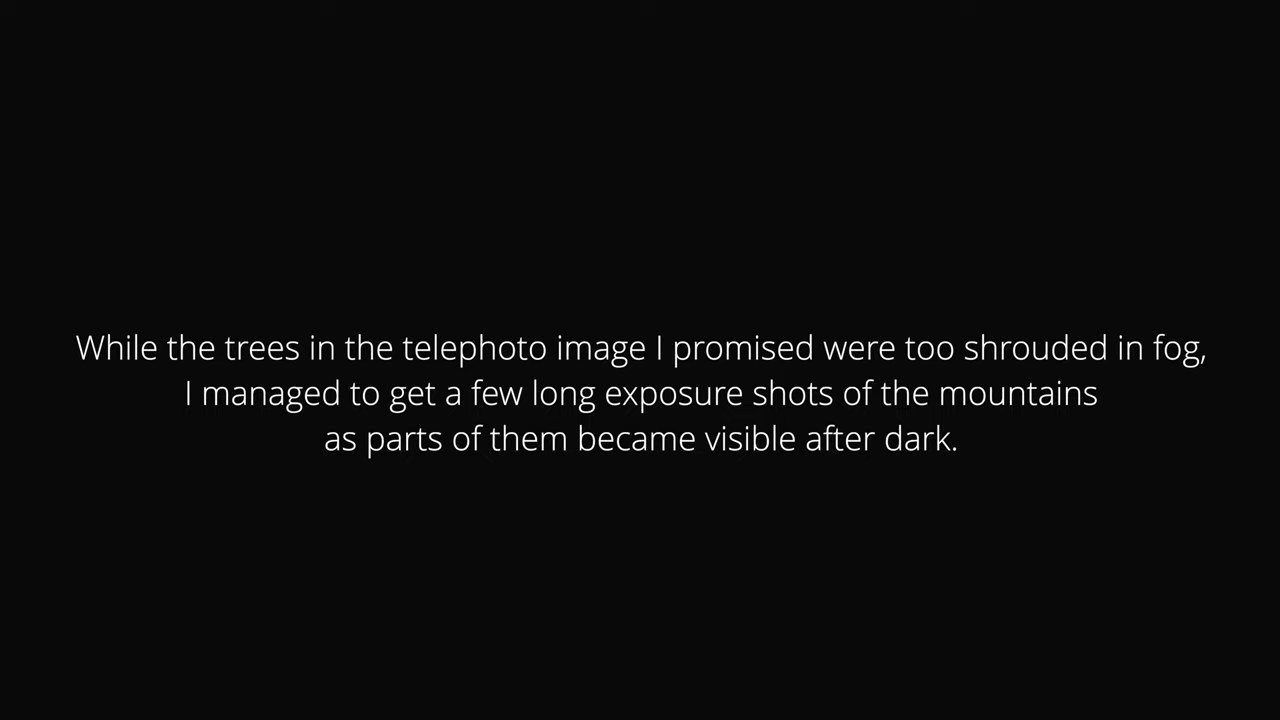 While the trees in the telephoto image I promised were too shrouded in fog,
I managed to get a few long exposure shots of the mountains
as parts of them became visible after dark.